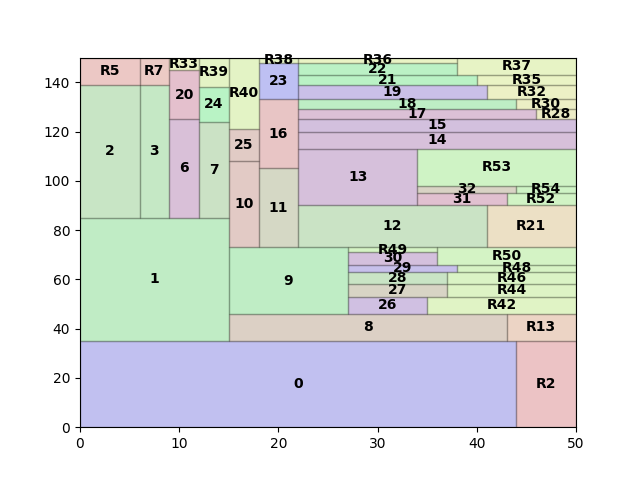 R33 R38 R36
R5 R7 R39 22 R37
23 21 R35
20 R40 19 R32
24 18 R30
17 R28
16 15
25 14
2 3 6 7 13 R53
32 R54
10 11 31 R52
12 R21
R49
30 R50
29 R48
1 9 28 R46
27 R44
26 R42
8 R13
0 R2
140
120
100
80
60
40
20
0
0 10 20 30 40 50